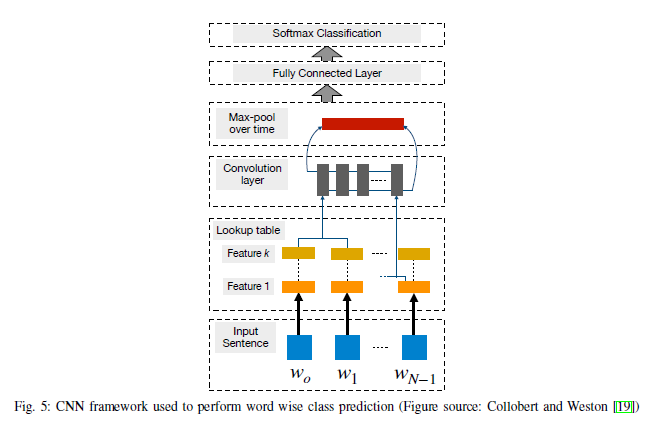 Softmax Classification
Fully Connected Layer
Max-pool
over time
Convolution
layer
Lookup table
Feature k
Feature 1
Input
Sentence
w_o w_1 w_{N−1}
Fig. 5: CNN framework used to perform word wise class prediction (Figure source: Collobert and Weston [19])